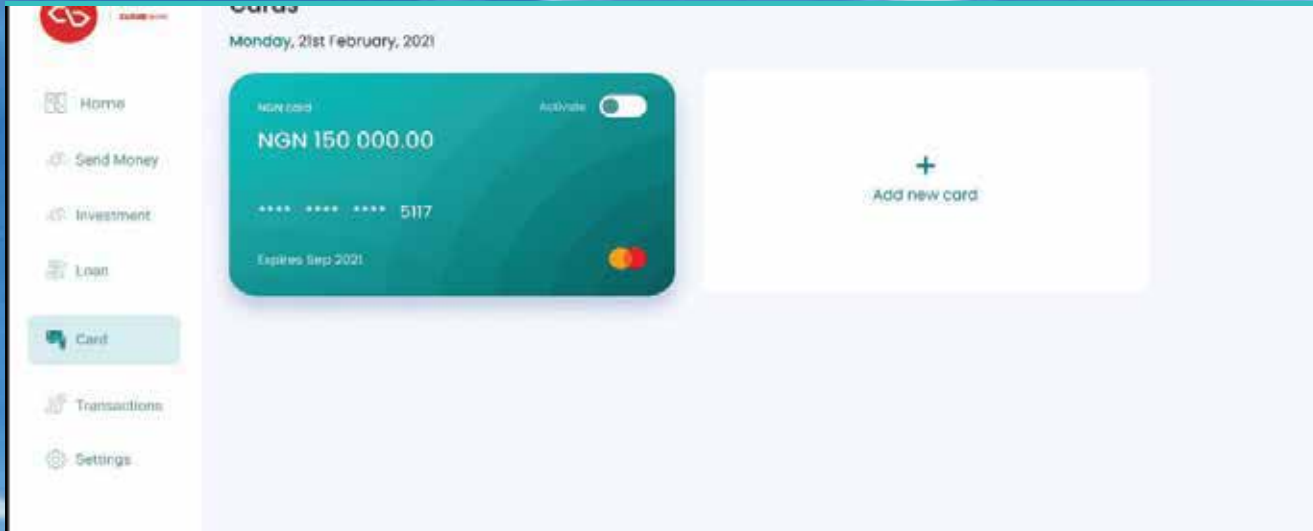 Cards
Monday, 21st February, 2021
Home
Send Money
Investment
Loan
Card
Transactions
Settings
NGN card
Activate
NGN 150 000.00
**** **** **** 5117
Expires Sep 2021
+
Add new card